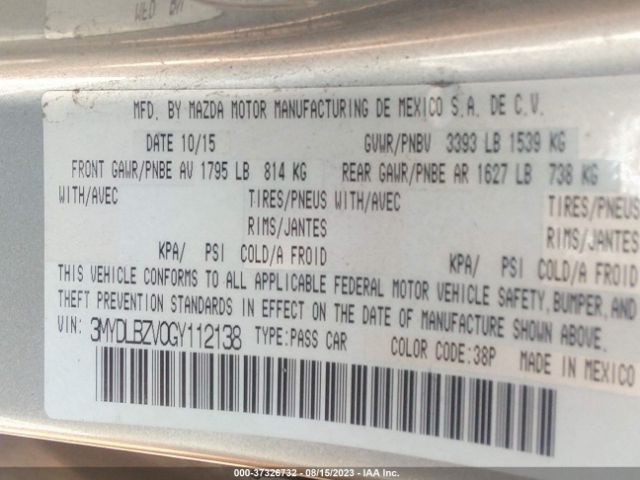 MFD. BY MAZDA MOTOR MANUFACTURING DE MEXICO S.A. DE C.V.
DATE 10/15 GVWR/PNBV 3393 LB 1539 KG
FRONT GAWR/PNBE AV 1795 LB 814 KG REAR GAWR/PNBE AR 1627 LB 738 KG
WITH/AVEC TIRES/PNEUS WITH/AVEC TIRES/PNEUS
RIMS/JANTES RIMS/JANTES
KPA/ PSI COLD/A FROID KPA/ PSI COLD/A FROID
THIS VEHICLE CONFORMS TO ALL APPLICABLE FEDERAL MOTOR VEHICLE SAFETY, BUMPER, AND
THEFT PREVENTION STANDARDS IN EFFECT ON THE DATE OF MANUFACTURE SHOWN ABOVE.
VIN: 3MYDLBZV0GY112138 TYPE:PASS CAR COLOR CODE:38P MADE IN MEXICO
000-37326732 — 08/15/2023 — IAA Inc.